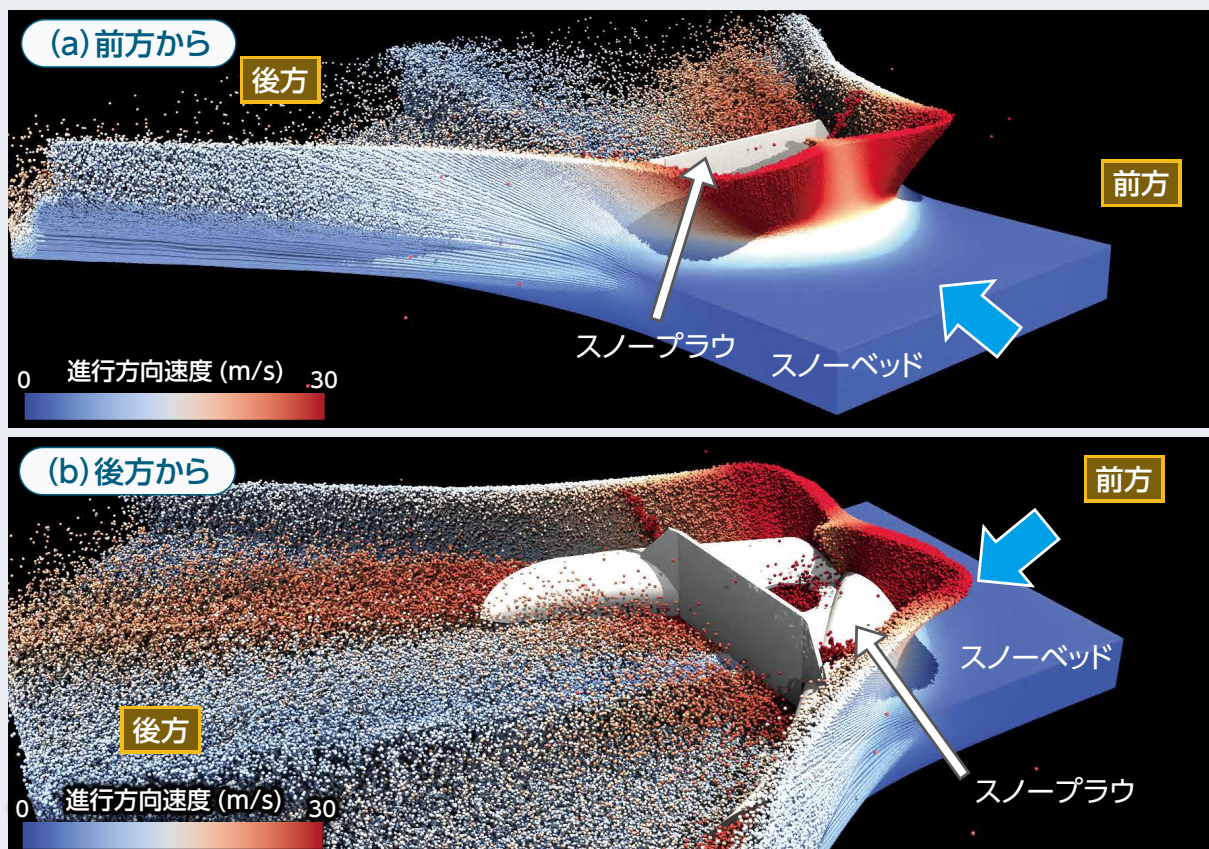 (a)前方から
後方
前方
スノープラウ
スノーベッド
進行方向速度 (m/s)
0
30
(b)後方から
前方
スノーベッド
後方
スノープラウ
進行方向速度 (m/s)
0
30